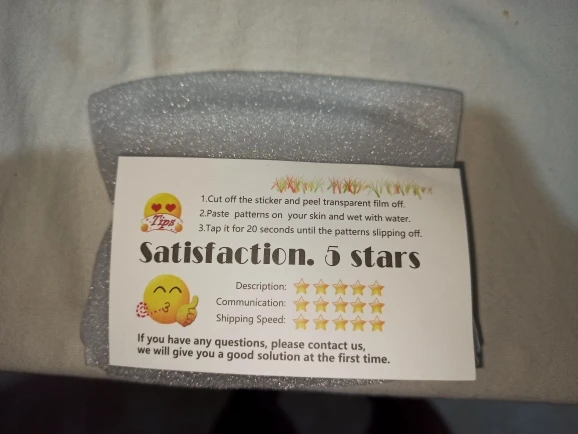 1.Cut off the sticker and peel transparent film off.
Tips
2.Paste patterns on your skin and wet with water.
3.Tap it for 20 seconds until the patterns slipping off.
Satisfaction. 5 stars
Description:
Communication:
Shipping Speed:
If you have any questions, please contact us,
we will give you a good solution at the first time.